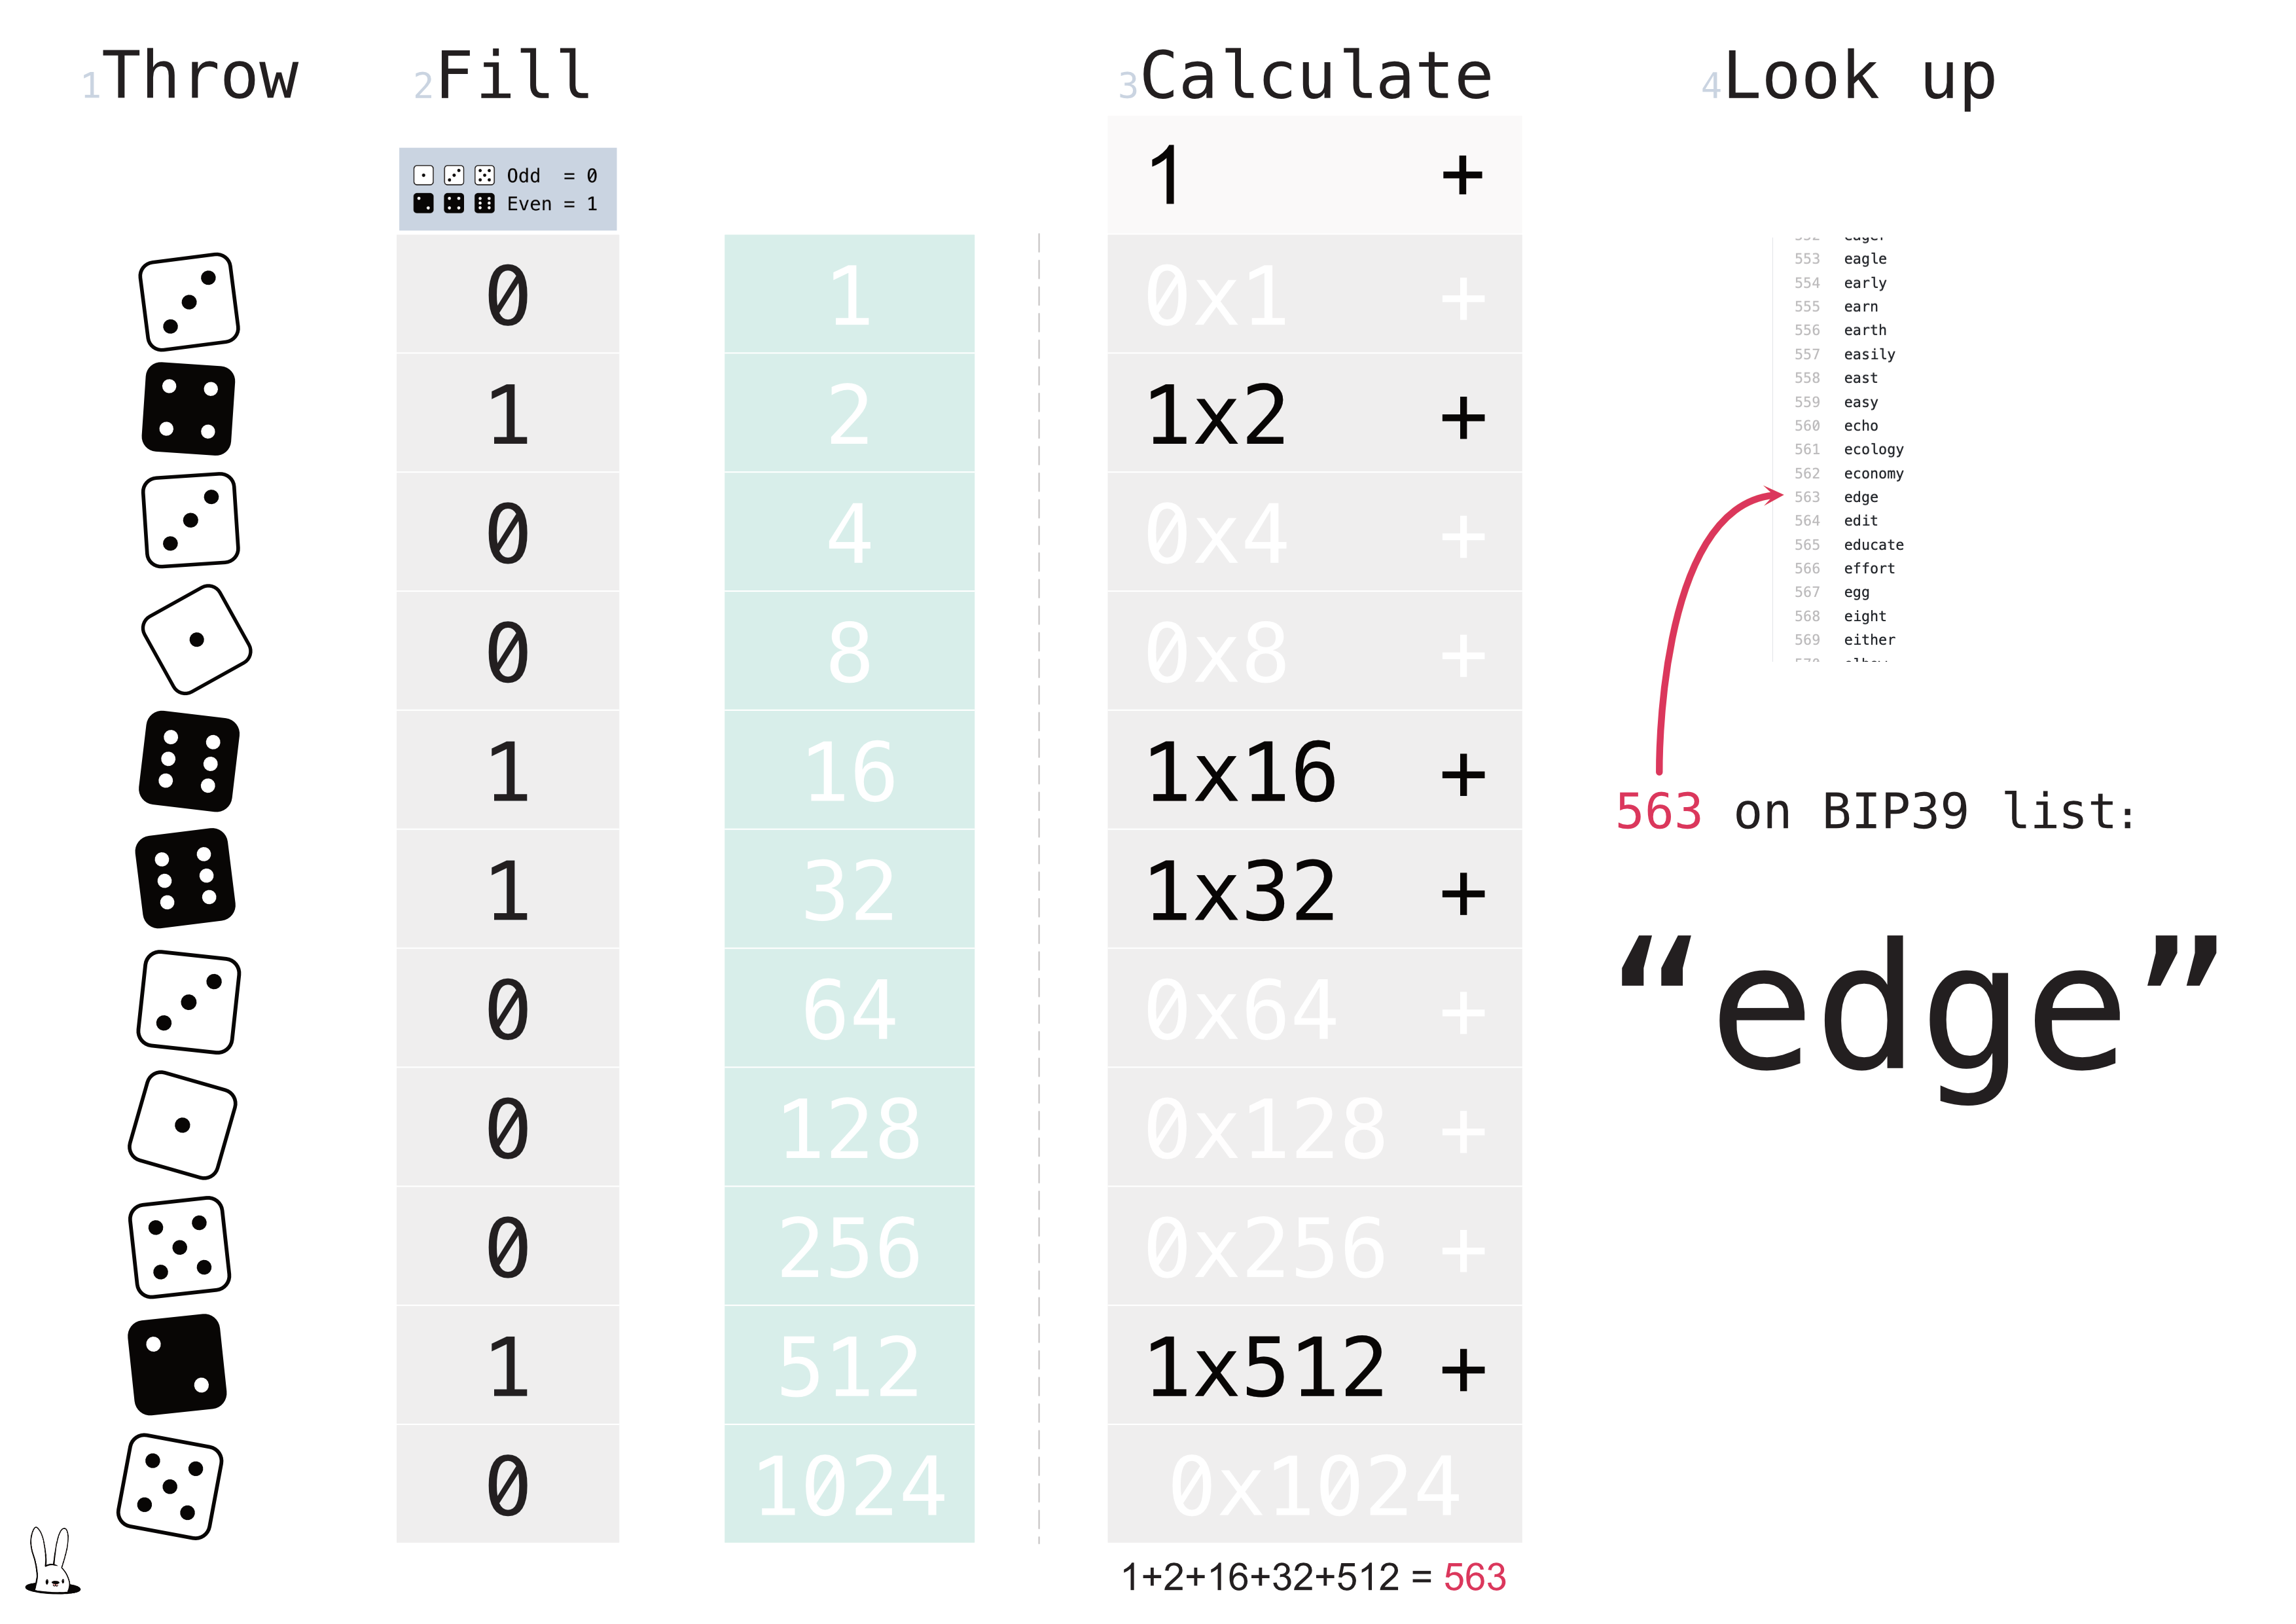 1 Throw
2 Fill
3 Calculate
4 Look up
Odd = 0
Even = 1
0
1
0
0
1
1
0
0
0
1
0
1
2
4
8
16
32
64
128
256
512
1024
1 +
0x1 +
1x2 +
0x4 +
0x8 +
1x16 +
1x32 +
0x64 +
0x128 +
0x256 +
1x512 +
0x1024
1+2+16+32+512 = 563
553 eagle
554 early
555 earn
556 earth
557 easily
558 east
559 easy
560 echo
561 ecology
562 economy
563 edge
564 edit
565 educate
566 effort
567 egg
568 eight
569 either
563 on BIP39 list:
“edge”